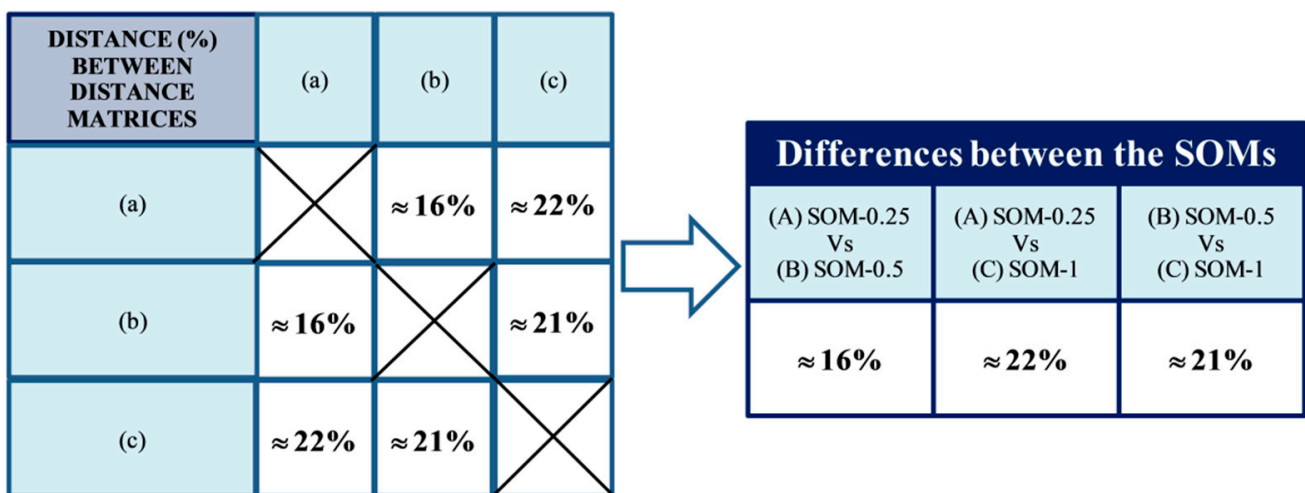 DISTANCE (%)
BETWEEN
DISTANCE
MATRICES
(a)
(b)
(c)
(a)
≈ 16%
≈ 22%
(b)
≈ 16%
≈ 21%
(c)
≈ 22%
≈ 21%
Differences between the SOMs
(A) SOM-0.25
Vs
(B) SOM-0.5
(A) SOM-0.25
Vs
(C) SOM-1
(B) SOM-0.5
Vs
(C) SOM-1
≈ 16%
≈ 22%
≈ 21%